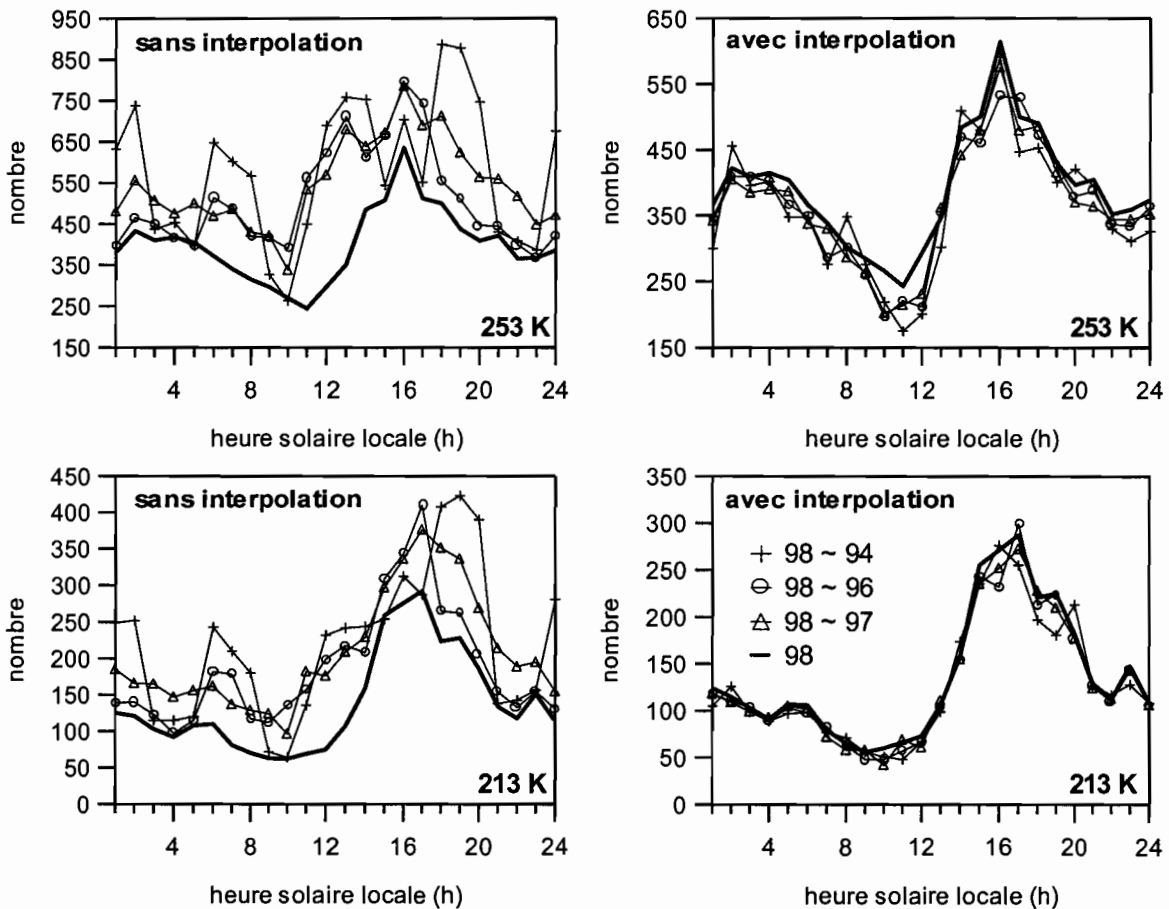 sans interpolation
950
850
750
650
550
450
350
250
150
nombre
253 K
4 8 12 16 20 24
heure solaire locale (h)
avec interpolation
650
550
450
350
250
150
nombre
253 K
4 8 12 16 20 24
heure solaire locale (h)
sans interpolation
450
400
350
300
250
200
150
100
50
0
nombre
213 K
4 8 12 16 20 24
heure solaire locale (h)
avec interpolation
350
300
250
200
150
100
50
0
nombre
98 ~ 94
98 ~ 96
98 ~ 97
98
213 K
4 8 12 16 20 24
heure solaire locale (h)